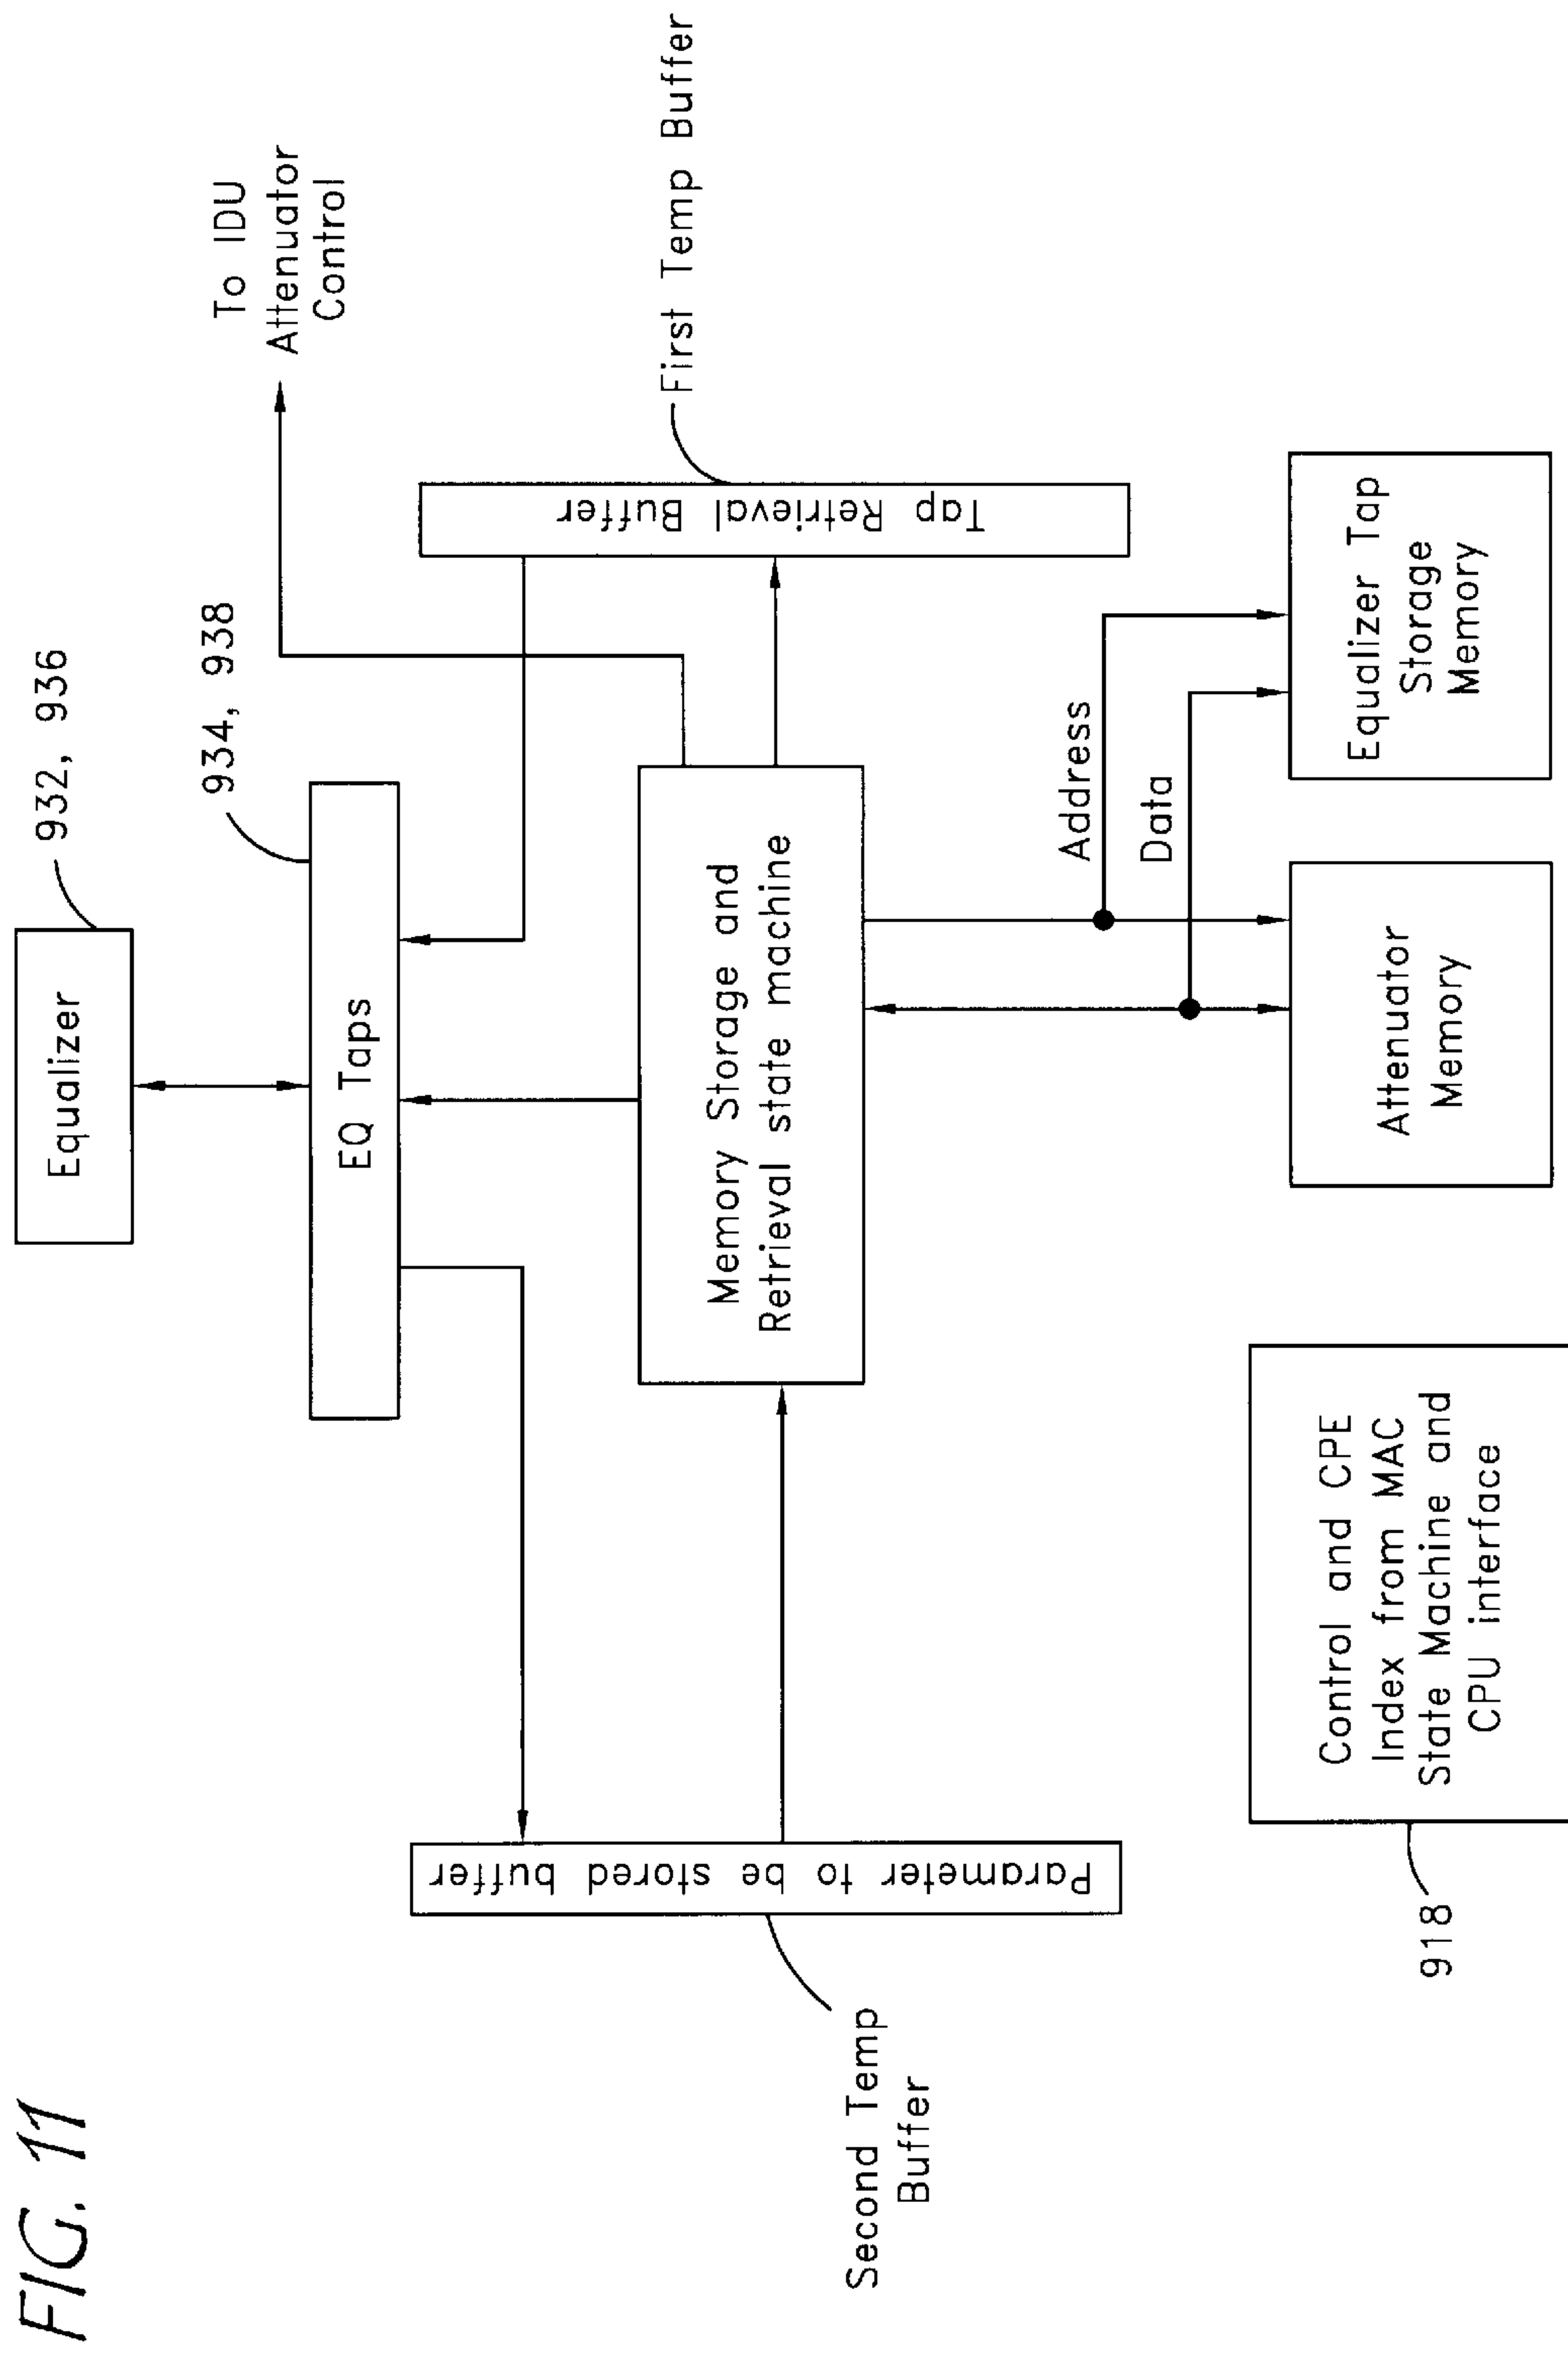 FIG. 11
Equalizer
932, 936
EQ Taps
934, 938
To IDU
Attenuator
Control
Parameter to be stored buffer
Second Temp
Buffer
Memory Storage and
Retrieval state machine
Tap Retrieval Buffer
First Temp Buffer
Address
Data
Control and CPE
Index from MAC
State Machine and
CPU interface
918
Attenuator
Memory
Equalizer Tap
Storage
Memory